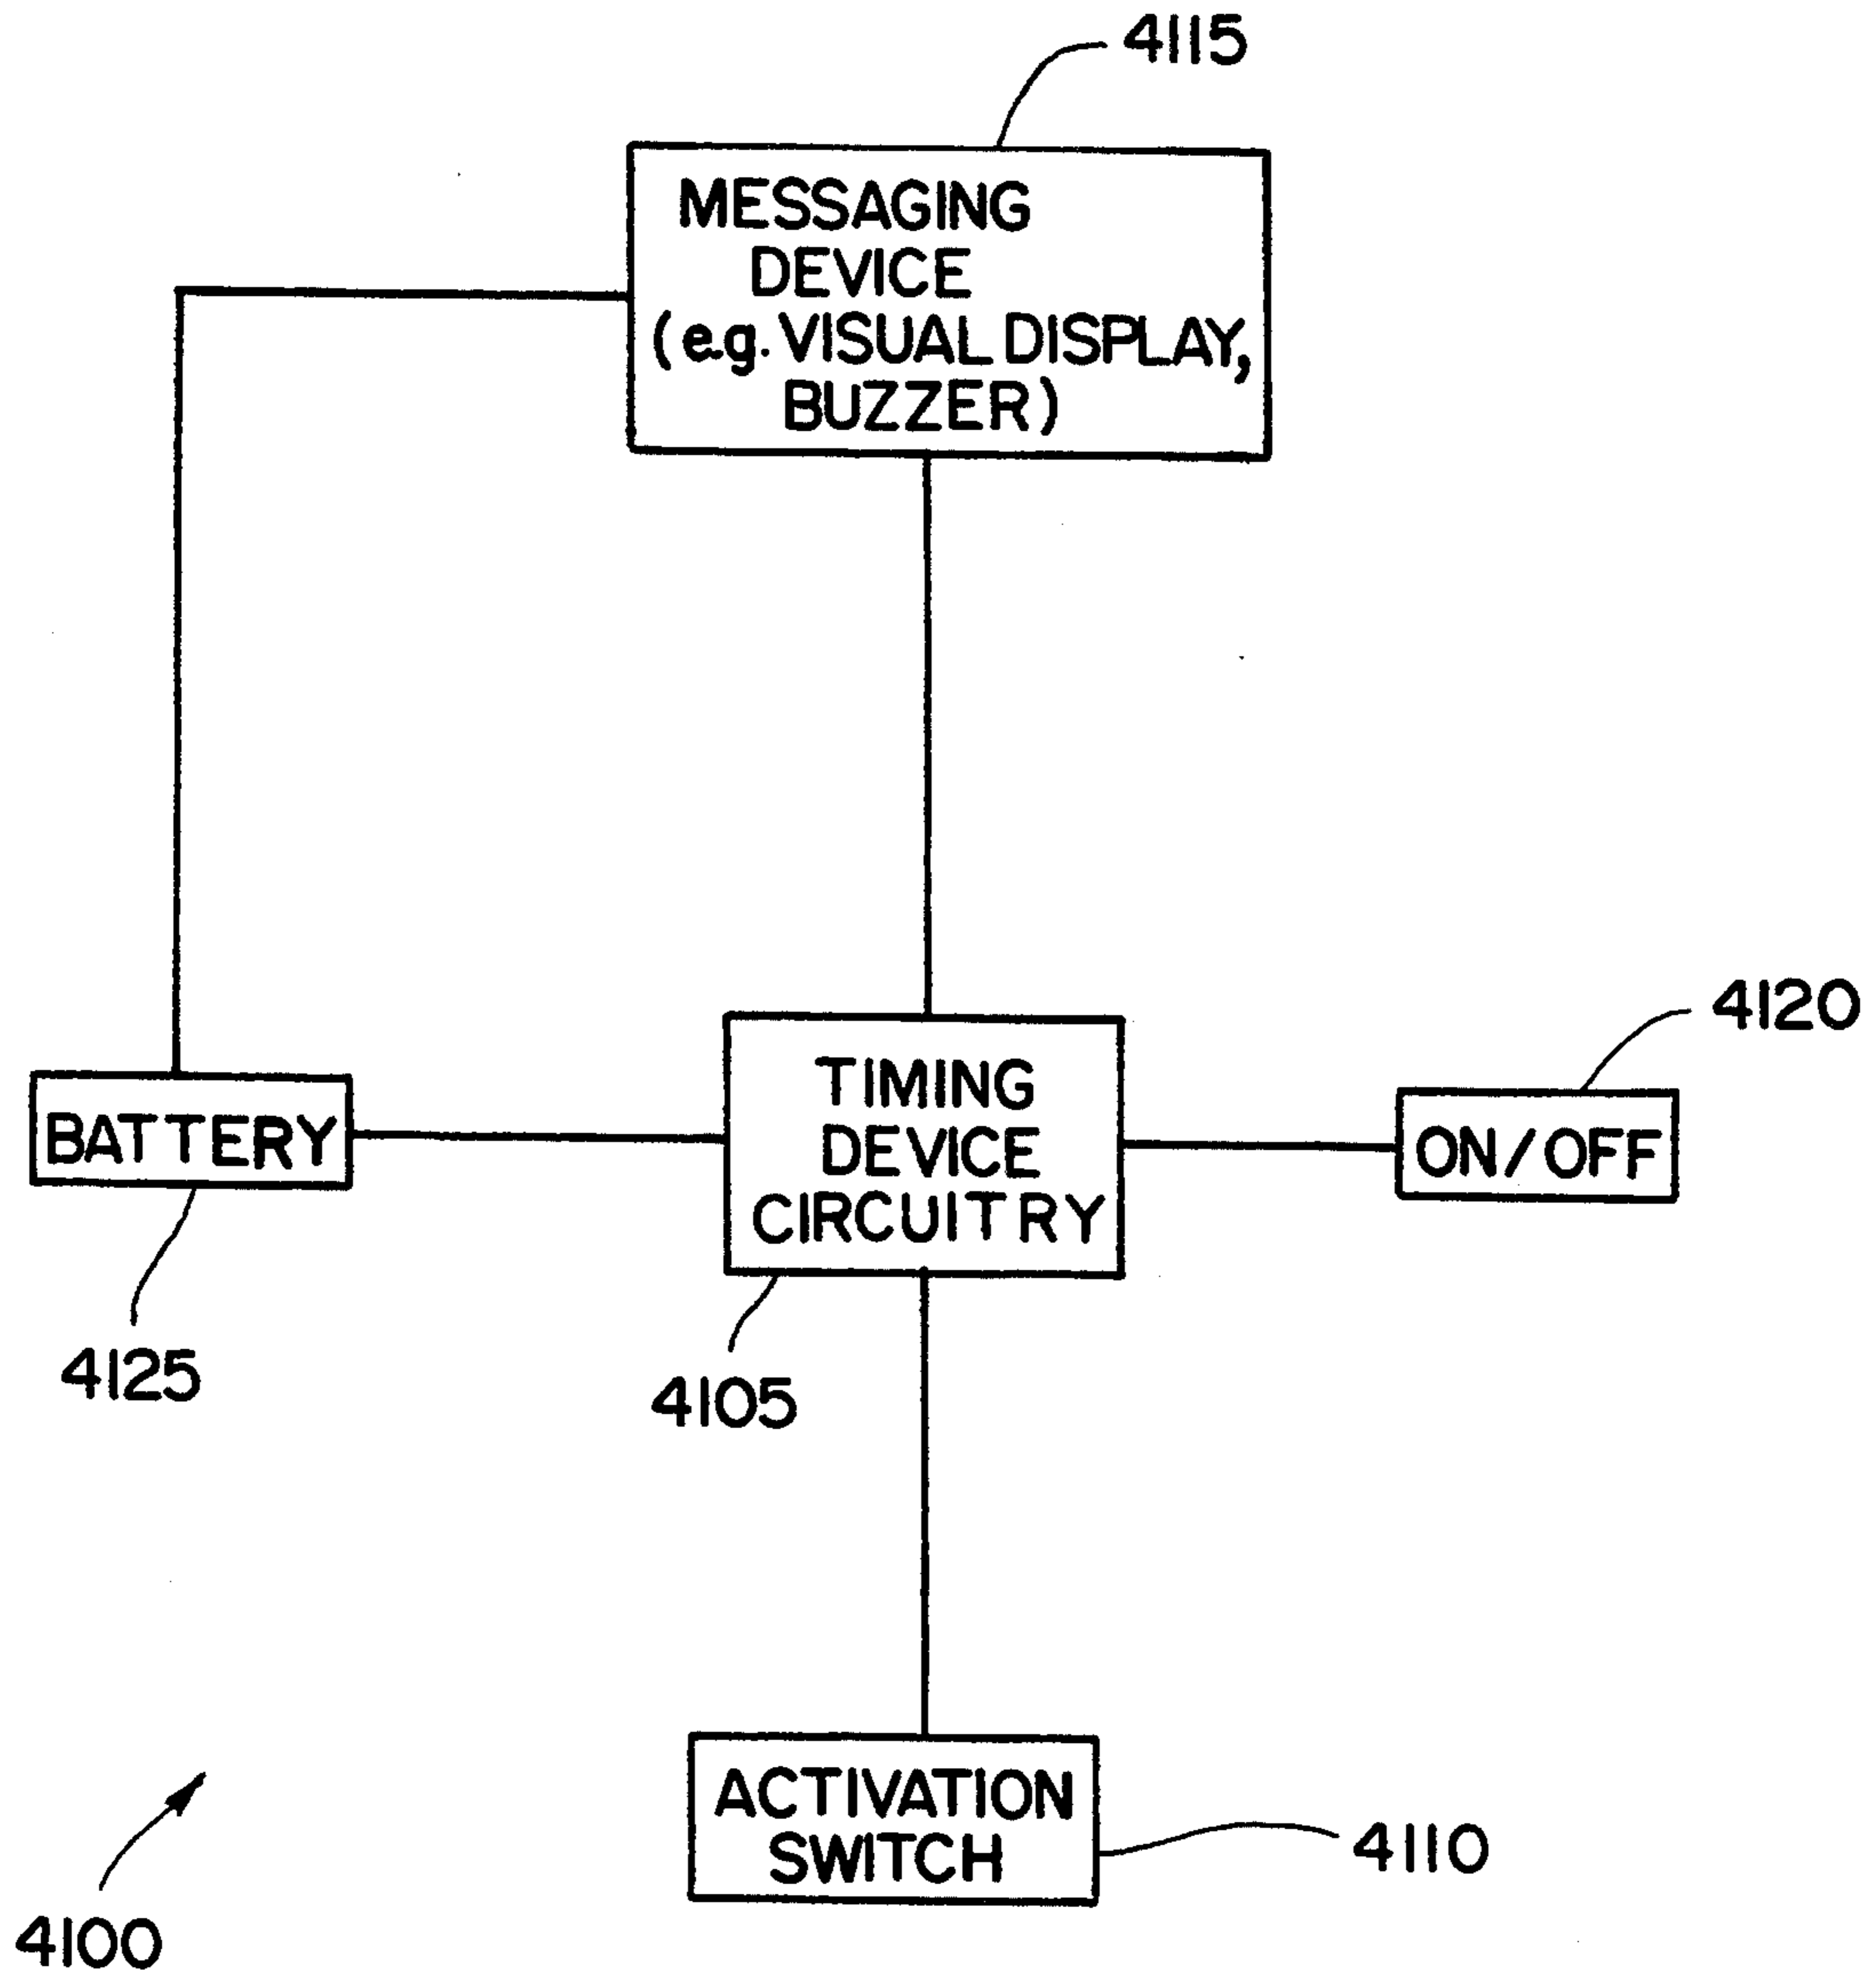 4115
MESSAGING
DEVICE
(e.g. VISUAL DISPLAY,
BUZZER)
4120
BATTERY
TIMING
DEVICE
CIRCUITRY
ON/OFF
4125
4105
ACTIVATION
SWITCH
4110
4100